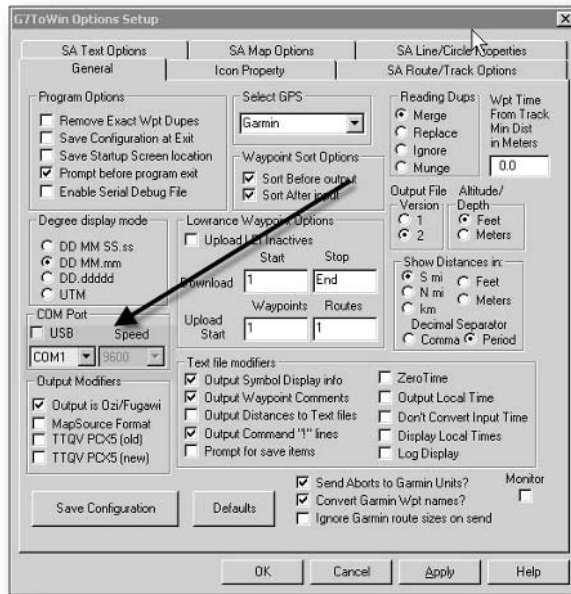 G7ToWin Options Setup
SA Text Options
SA Map Options
SA Line/Circle Properties
General
Icon Property
SA Route/Track Options
Program Options
Remove Exact Wpt Dupes
Save Configuration at Exit
Save Startup Screen location
Prompt before program exit
Enable Serial Debug File
Select GPS
Garmin
Waypoint Sort Options
Sort Before output
Sort After input
Reading Dups
Merge
Replace
Ignore
Munge
Wpt Time
From Track
Min Dist
in Meters
0.0
Output File
Version
1
2
Altitude/
Depth
Feet
Meters
Degree display mode
DD MM SS.ss
DD MM.mm
DD.ddddd
UTM
Lowrance Waypoint Options
Upload LEI Inactives
Start Stop
Download 1 End
Waypoints Routes
Upload
Start 1 1
Show Distances in:
S mi
N mi
km
Feet
Meters
Decimal Separator
Comma Period
COM Port
USB Speed
COM1 9600
Output Modifiers
Output is Ozi/Fugawi
MapSource Format
TTQV PCX5 (old)
TTQV PCX5 (new)
Text file modifiers
Output Symbol Display info
Output Waypoint Comments
Output Distances to Text files
Output Command "!" lines
Prompt for save items
ZeroTime
Output Local Time
Don't Convert Input Time
Display Local Times
Log Display
Save Configuration
Defaults
Send Aborts to Garmin Units?
Convert Garmin Wpt names?
Ignore Garmin route sizes on send
Monitor
OK
Cancel
Apply
Help